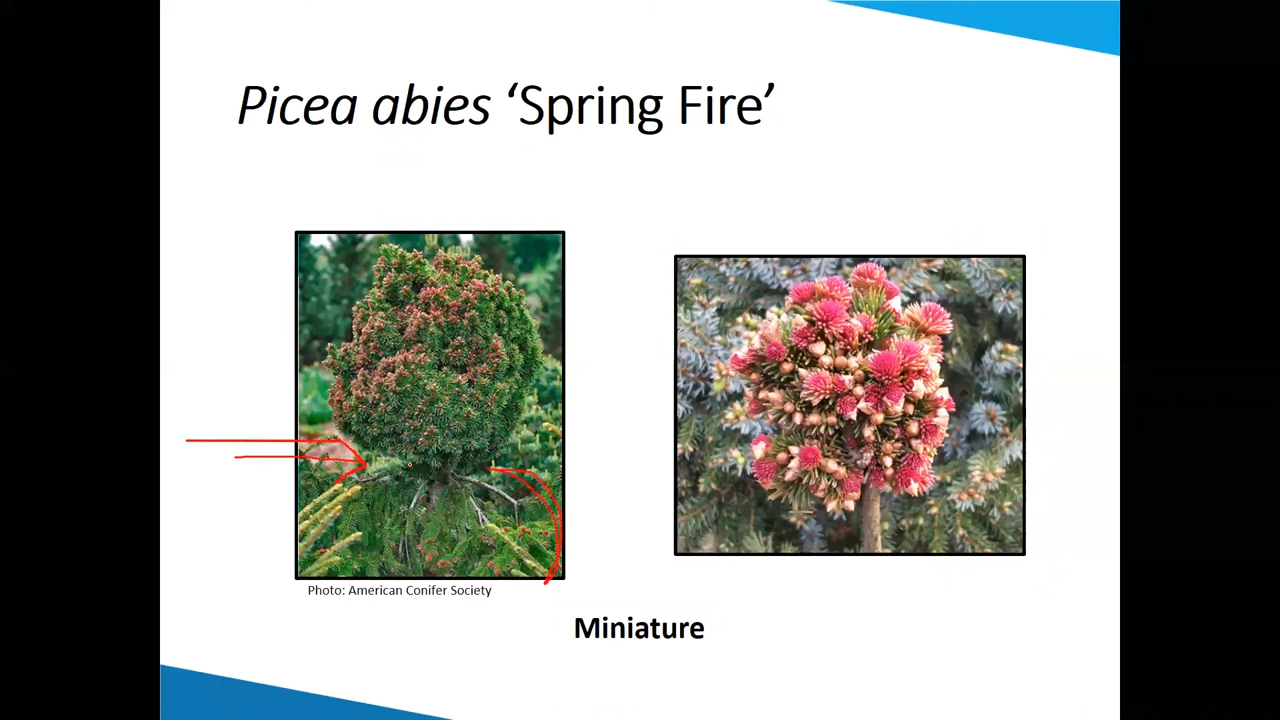 Picea abies ‘Spring Fire’
Photo: American Conifer Society
Miniature